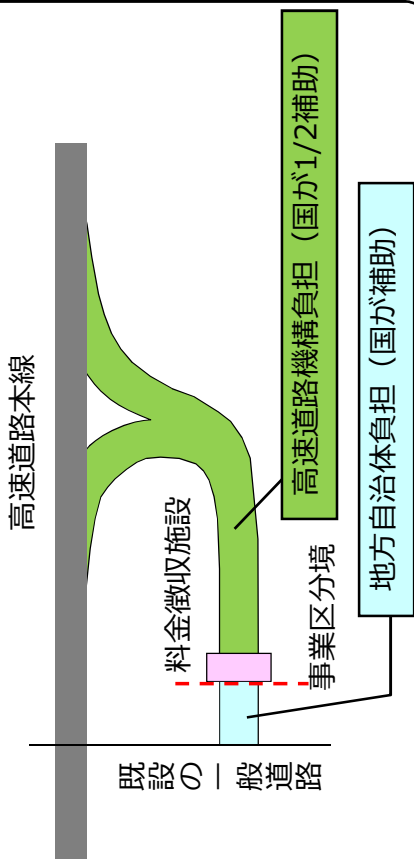 高速道路本線
料金徴収施設
事業区分境
高速道路機構負担（国が1/2補助）
地方自治体負担（国が補助）
既設の一般道路